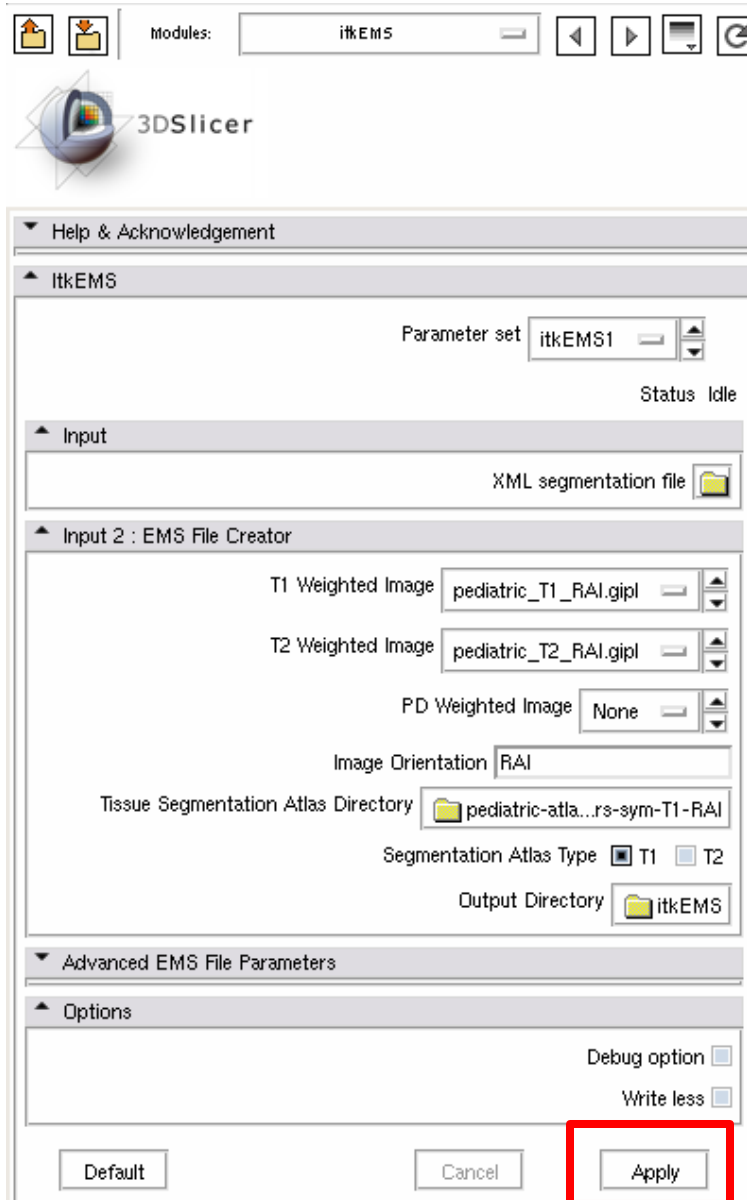 Modules: itkEMS
3DSlicer
Help & Acknowledgement
ItkEMS
Parameter set itkEMS1
Status Idle
Input
XML segmentation file
Input 2 : EMS File Creator
T1 Weighted Image pediatric_T1_RAI.gipl
T2 Weighted Image pediatric_T2_RAI.gipl
PD Weighted Image None
Image Orientation RAI
Tissue Segmentation Atlas Directory pediatric-atla...rs-sym-T1-RAI
Segmentation Atlas Type T1 T2
Output Directory itkEMS
Advanced EMS File Parameters
Options
Debug option
Write less
Default Cancel Apply